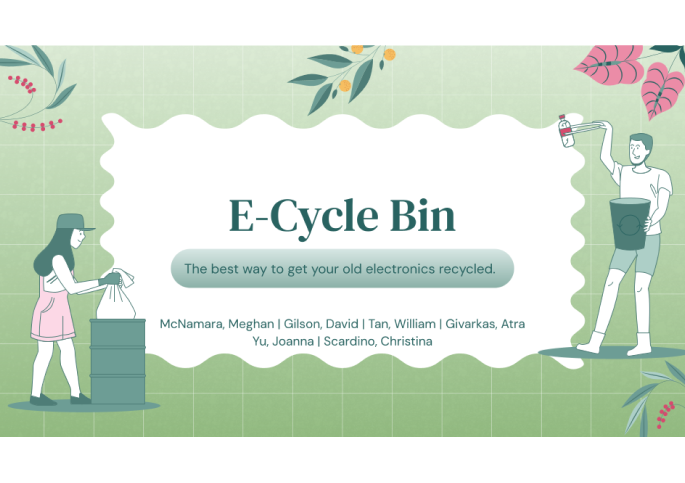 E-Cycle Bin
The best way to get your old electronics recycled.
McNamara, Meghan | Gilson, David | Tan, William | Givarkas, Atra
Yu, Joanna | Scardino, Christina